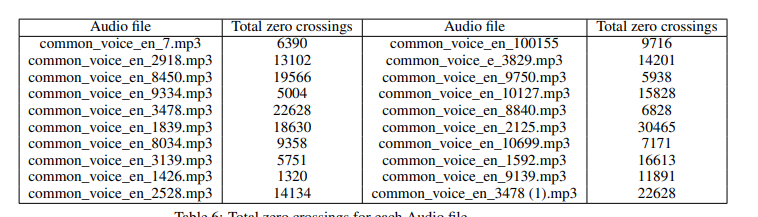 Audio file Total zero crossings Audio file Total zero crossings
common_voice_en_7.mp3 6390 common_voice_en_100155 9716
common_voice_en_2918.mp3 13102 common_voice_e_3829.mp3 14201
common_voice_en_8450.mp3 19566 common_voice_en_9750.mp3 5938
common_voice_en_9334.mp3 5004 common_voice_en_10127.mp3 15828
common_voice_en_3478.mp3 22628 common_voice_en_8840.mp3 6828
common_voice_en_1839.mp3 18630 common_voice_en_2125.mp3 30465
common_voice_en_8034.mp3 9358 common_voice_en_10699.mp3 7171
common_voice_en_3139.mp3 5751 common_voice_en_1592.mp3 16613
common_voice_en_1426.mp3 1320 common_voice_en_9139.mp3 11891
common_voice_en_2528.mp3 14134 common_voice_en_3478 (1).mp3 22628
Table 6: Total zero crossings for each Audio file